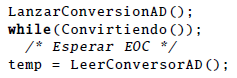 LanzarConversionAD();
while(Convirtiendo());
/* Esperar EOC */
temp = LeerConversorAD();